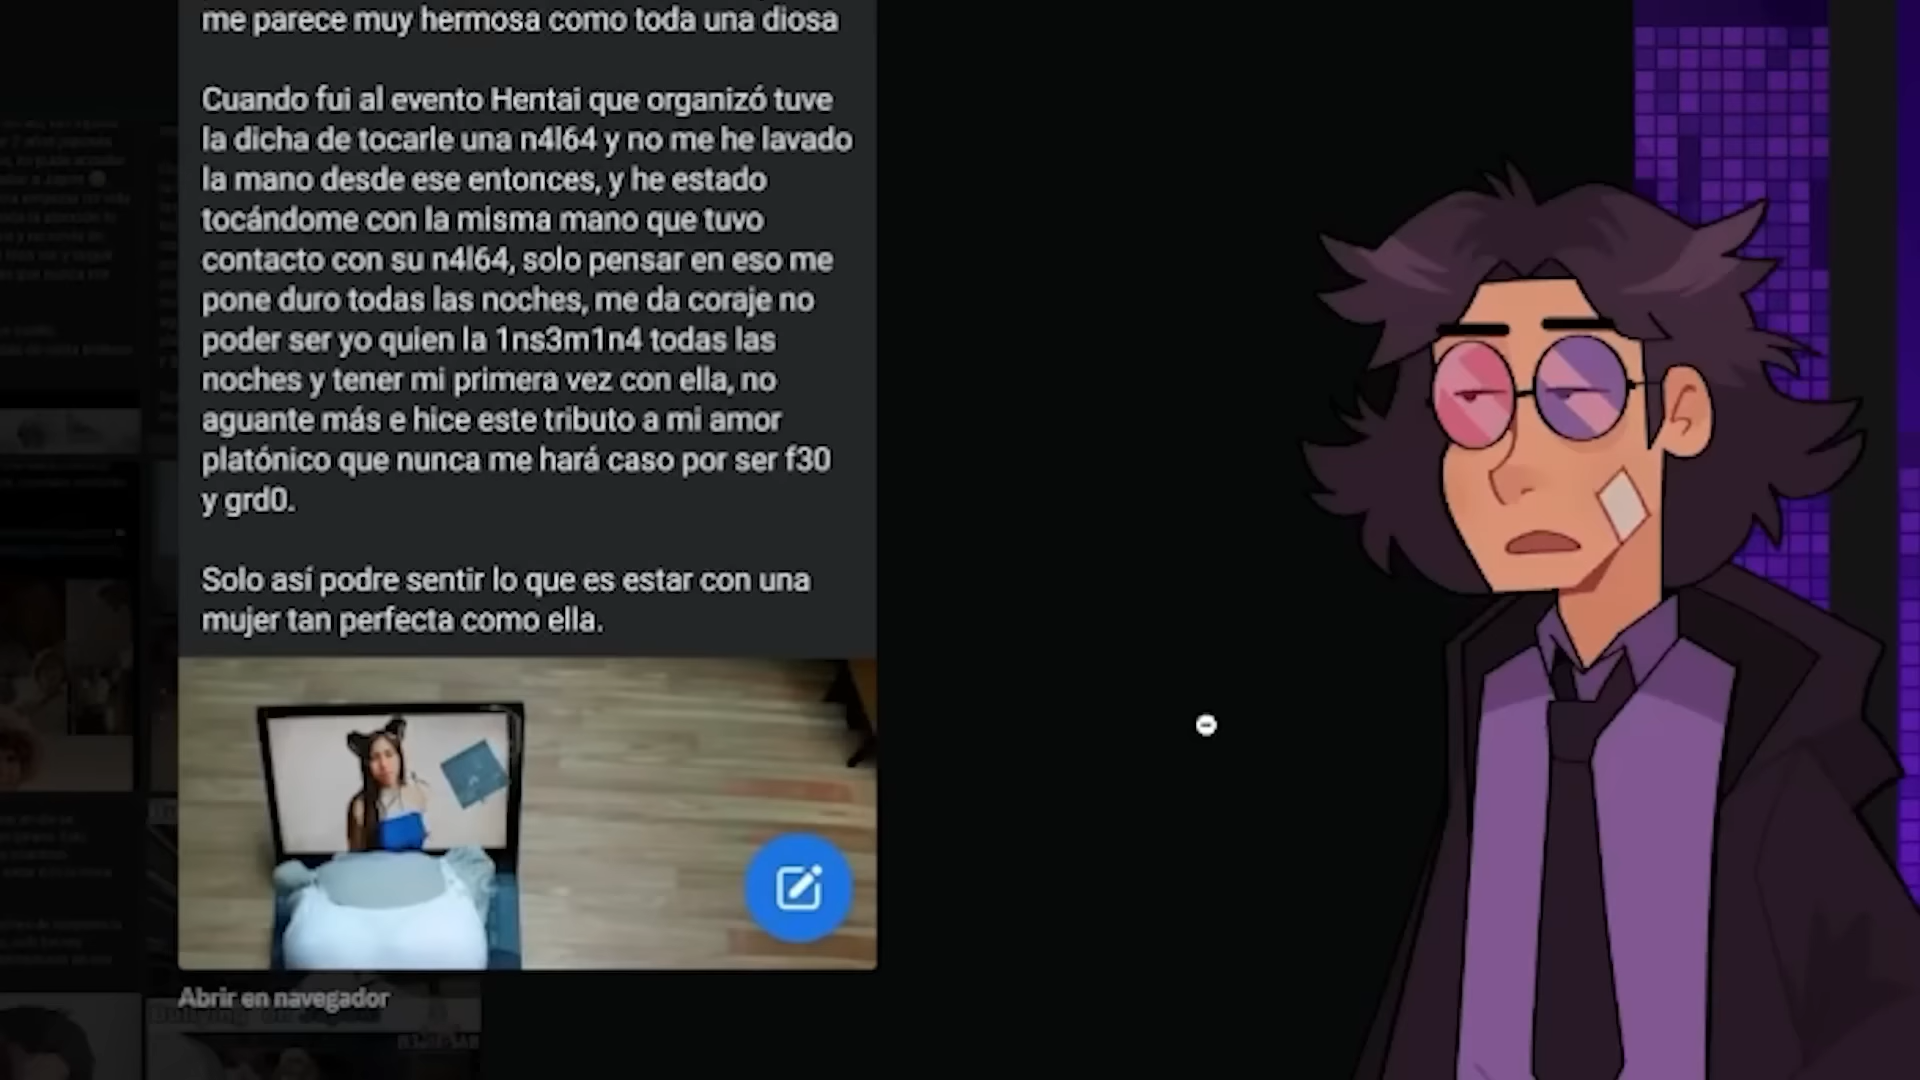 me parece muy hermosa como toda una diosa
Cuando fui al evento Hentai que organizó tuve
la dicha de tocarle una n4l64 y no me he lavado
la mano desde ese entonces, y he estado
tocándome con la misma mano que tuvo
contacto con su n4l64, solo pensar en eso me
pone duro todas las noches, me da coraje no
poder ser yo quien la 1ns3m1n4 todas las
noches y tener mi primera vez con ella, no
aguante más e hice este tributo a mi amor
platónico que nunca me hará caso por ser f30
y grd0.
Solo así podre sentir lo que es estar con una
mujer tan perfecta como ella.
Abrir en navegador